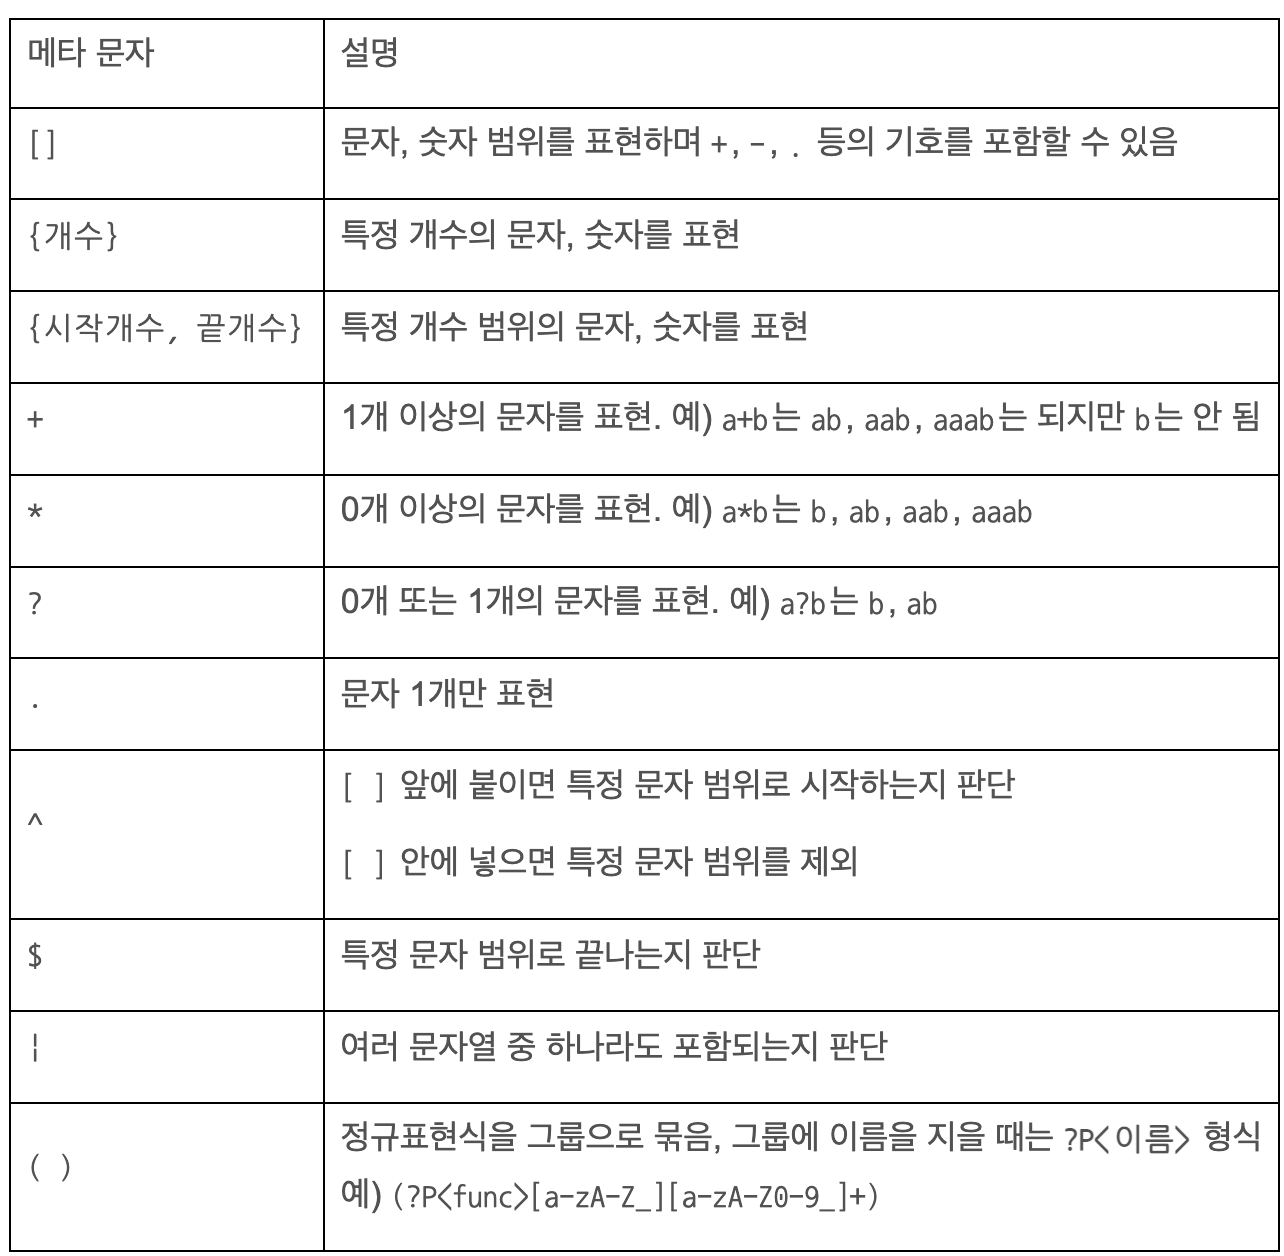 메타 문자 설명
[] 문자, 숫자 범위를 표현하며 +, -, . 등의 기호를 포함할 수 있음
{개수} 특정 개수의 문자, 숫자를 표현
{시작개수, 끝개수} 특정 개수 범위의 문자, 숫자를 표현
+ 1개 이상의 문자를 표현. 예) a+b는 ab, aab, aaab는 되지만 b는 안 됨
* 0개 이상의 문자를 표현. 예) a*b는 b, ab, aab, aaab
? 0개 또는 1개의 문자를 표현. 예) a?b는 b, ab
. 문자 1개만 표현
^ [ ] 앞에 붙이면 특정 문자 범위로 시작하는지 판단
[ ] 안에 넣으면 특정 문자 범위를 제외
$ 특정 문자 범위로 끝나는지 판단
¦ 여러 문자열 중 하나라도 포함되는지 판단
( ) 정규표현식을 그룹으로 묶음, 그룹에 이름을 지을 때는 ?P<이름> 형식
예) (?P<func>[a-zA-Z_][a-zA-Z0-9_]+)